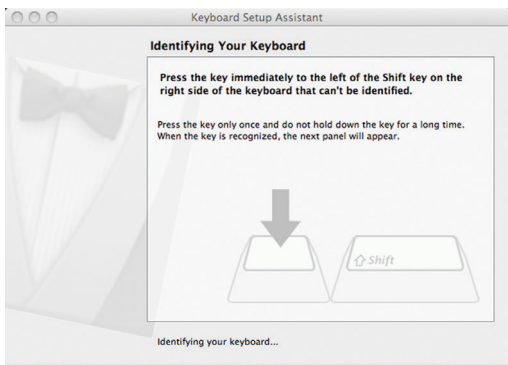 Keyboard Setup Assistant
Identifying Your Keyboard
Press the key immediately to the left of the Shift key on the
right side of the keyboard that can't be identified.
Press the key only once and do not hold down the key for a long time.
When the key is recognized, the next panel will appear.
Shift
Identifying your keyboard...